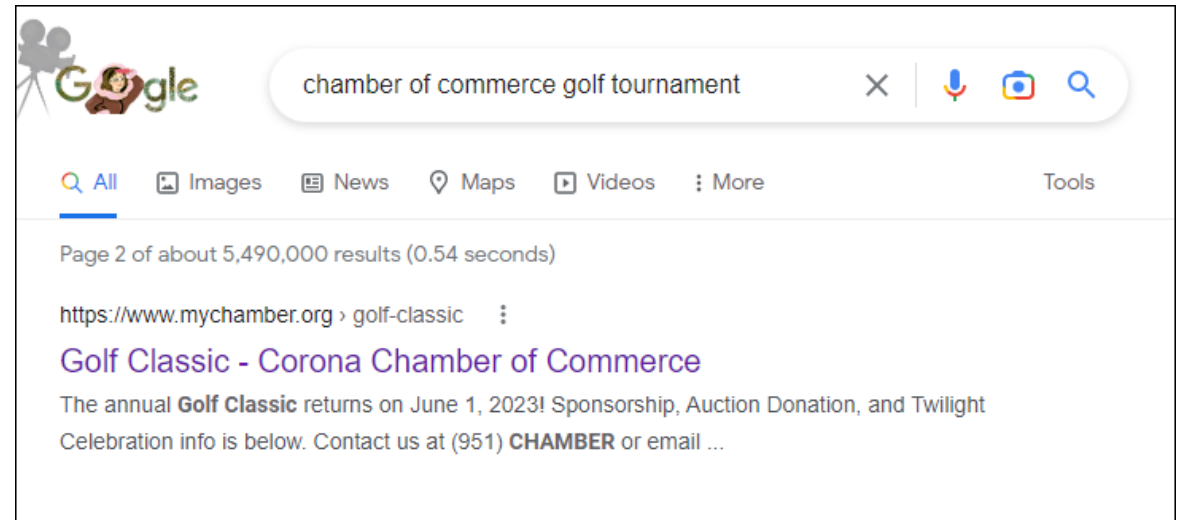 Google
chamber of commerce golf tournament
All Images News Maps Videos More Tools
Page 2 of about 5,490,000 results (0.54 seconds)
https://www.mychamber.org › golf-classic
Golf Classic - Corona Chamber of Commerce
The annual Golf Classic returns on June 1, 2023! Sponsorship, Auction Donation, and Twilight
Celebration info is below. Contact us at (951) CHAMBER or email ...